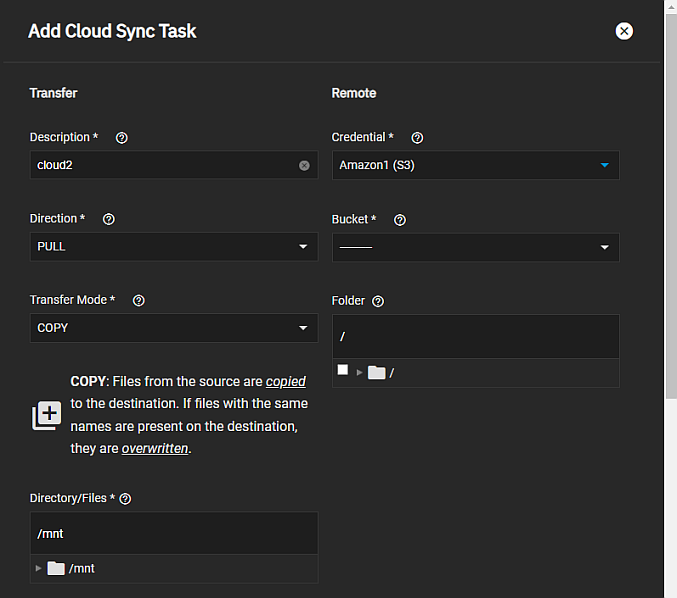 Add Cloud Sync Task
Transfer
Description *
cloud2
Direction *
PULL
Transfer Mode *
COPY
COPY: Files from the source are copied
to the destination. If files with the same
names are present on the destination,
they are overwritten.
Directory/Files *
/mnt
/mnt
Remote
Credential *
Amazon1 (S3)
Bucket *
Folder
/
/